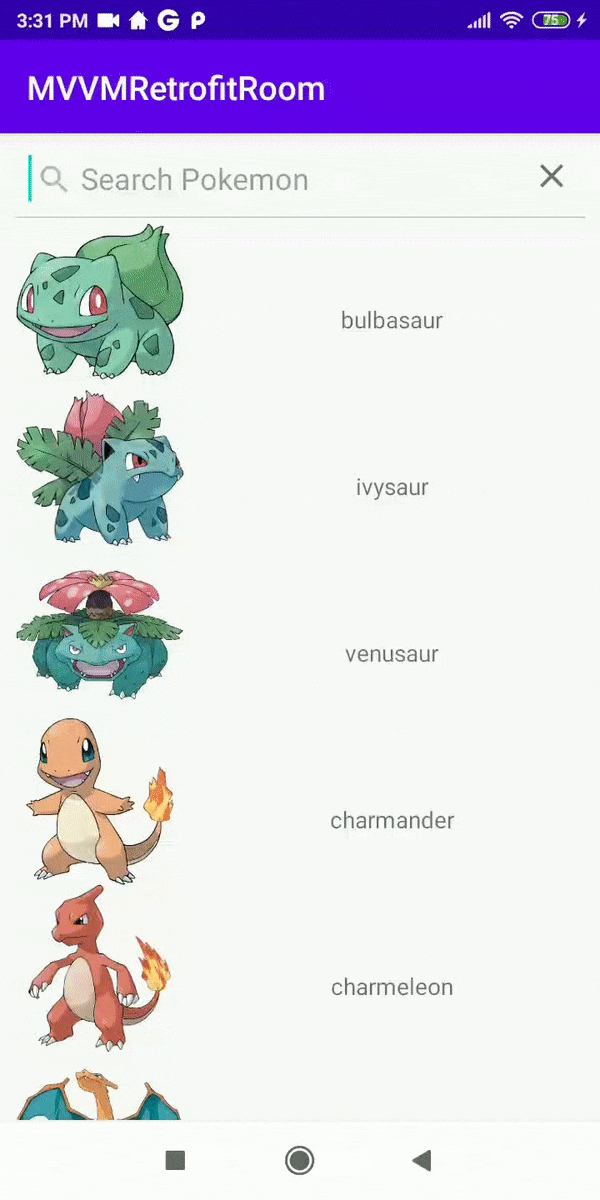 3:31 PM
75
MVVMRetrofitRoom
Search Pokemon
bulbasaur
ivysaur
venusaur
charmander
charmeleon